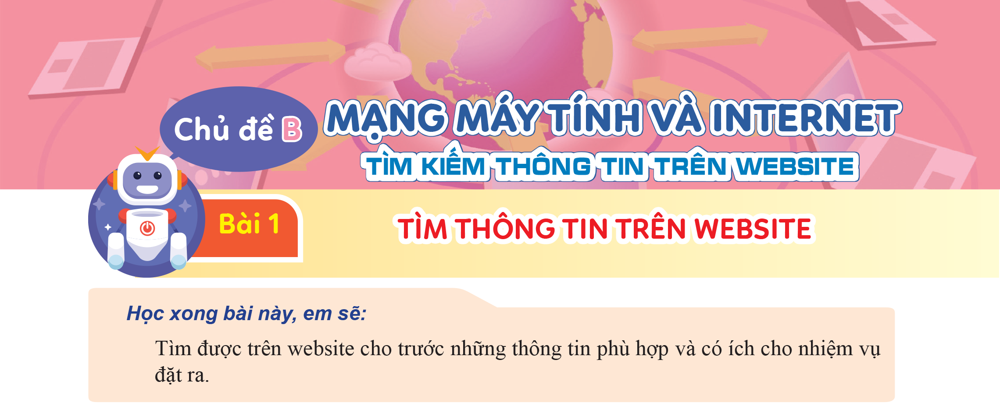 Chủ đề B
MẠNG MÁY TÍNH VÀ INTERNET
TÌM KIẾM THÔNG TIN TRÊN WEBSITE
Bài 1
TÌM THÔNG TIN TRÊN WEBSITE
Học xong bài này, em sẽ:
Tìm được trên website cho trước những thông tin phù hợp và có ích cho nhiệm vụ
đặt ra.